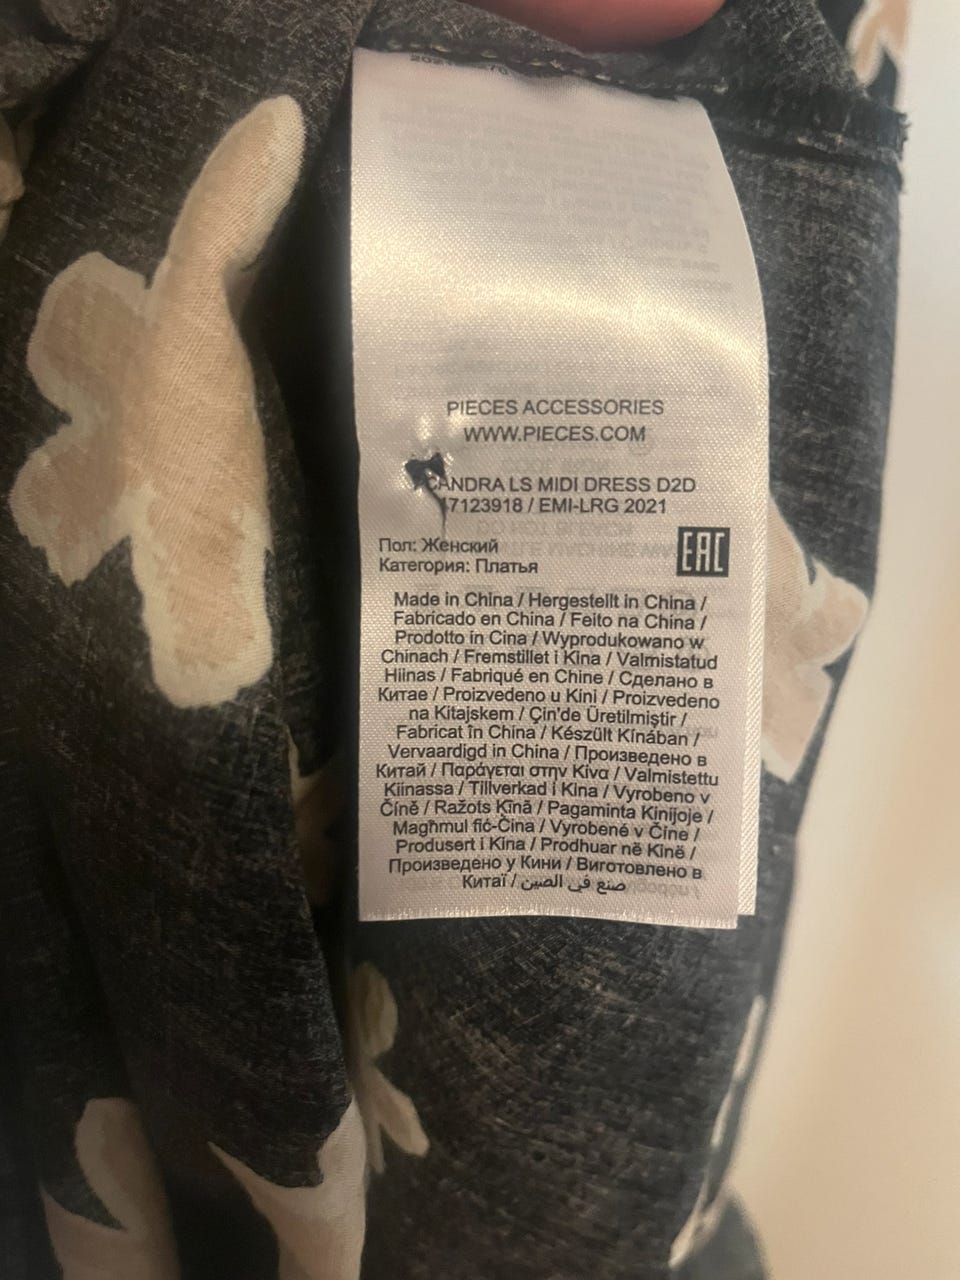 PIECES ACCESSORIES
WWW.PIECES.COM
CANDRA LS MIDI DRESS D2D
17123918 / EMI-LRG 2021
Пол: Женский
Категория: Платья
EAC
Made in China / Hergestellt in China /
Fabricado en China / Feito na China /
Prodotto in Cina / Wyprodukowano w
Chinach / Fremstillet i Kina / Valmistatud
Hiinas / Fabriqué en Chine / Сделано в
Китае / Proizvedeno u Kini / Proizvedeno
na Kitajskem / Çin'de Üretilmiştir /
Fabricat în China / Készült Kínában /
Vervaardigd in China / Произведено в
Китай / Παράγεται στην Κίνα / Valmistettu
Kiinassa / Tillverkad i Kina / Vyrobeno v
Číně / Ražots Ķīnā / Pagaminta Kinijoje /
Magħmul fiċ-Ċina / Vyrobené v Číne /
Produsert i Kina / Prodhuar në Kinë /
Произведено у Кини / Виготовлено в
Китаї / صنع في الصين